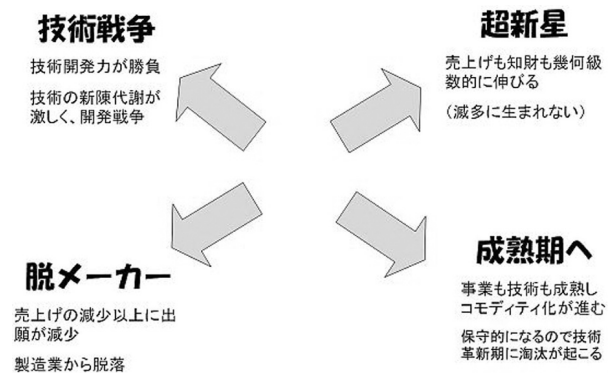 技術戦争
技術開発力が勝負
技術の新陳代謝が
激しく、開発戦争
超新星
売上げも知財も幾何級
数的に伸びる
（滅多に生まれない）
脱メーカー
売上げの減少以上に出
願が減少
製造業から脱落
成熟期へ
事業も技術も成熟し
コモディティ化が進む
保守的になるので技術
革新期に淘汰が起こる